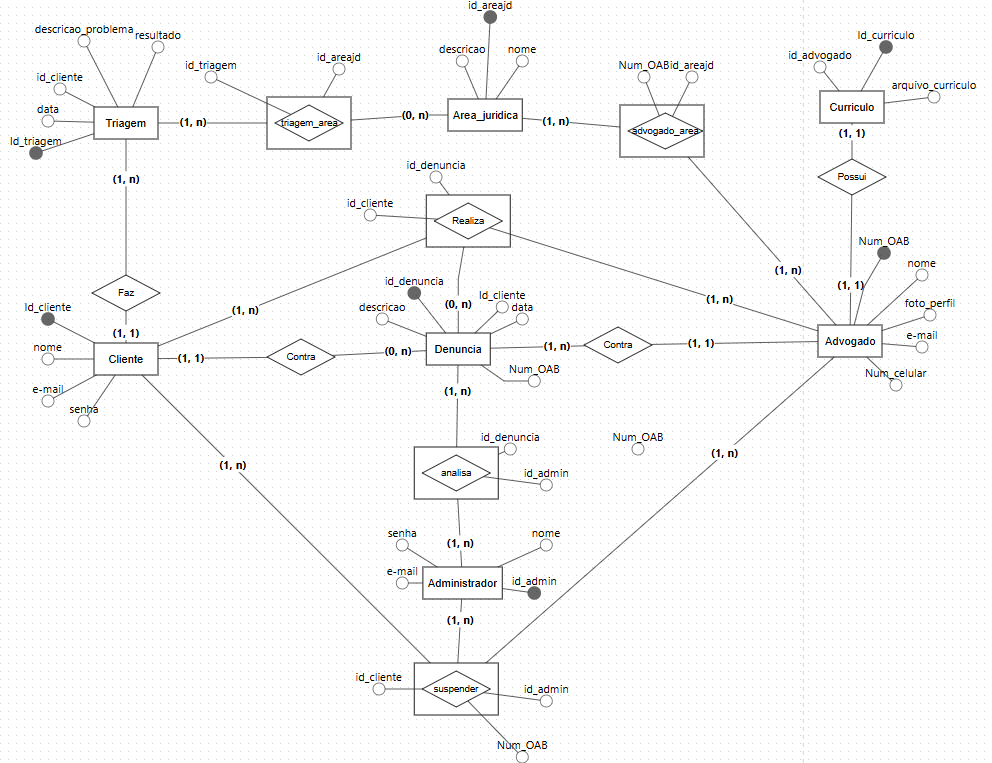 id_areajd
descricao_problema
resultado
descricao
nome
id_cliente
id_triagem
id_areajd
Num_OAB
id_areajd
id_advogado
Id_curriculo
arquivo_curriculo
data
Id_triagem
Triagem
(1, n)
triagem_area
(0, n)
Area_juridica
(1, n)
advogado_area
Curriculo
(1, 1)
(1, n)
id_denuncia
id_cliente
Realiza
Possui
Num_OAB
nome
foto_perfil
e-mail
Num_celular
(1, n)
(1, 1)
Faz
(1, n)
(0, n)
(1, n)
Id_cliente
nome
e-mail
senha
(1, 1)
Cliente
(1, 1)
Contra
(0, n)
id_denuncia
descricao
Id_cliente
data
Denuncia
Num_OAB
(1, n)
Contra
(1, 1)
Advogado
(1, n)
id_denuncia
Num_OAB
analisa
id_admin
(1, n)
(1, n)
(1, n)
senha
nome
e-mail
Administrador
id_admin
(1, n)
id_cliente
suspender
id_admin
Num_OAB